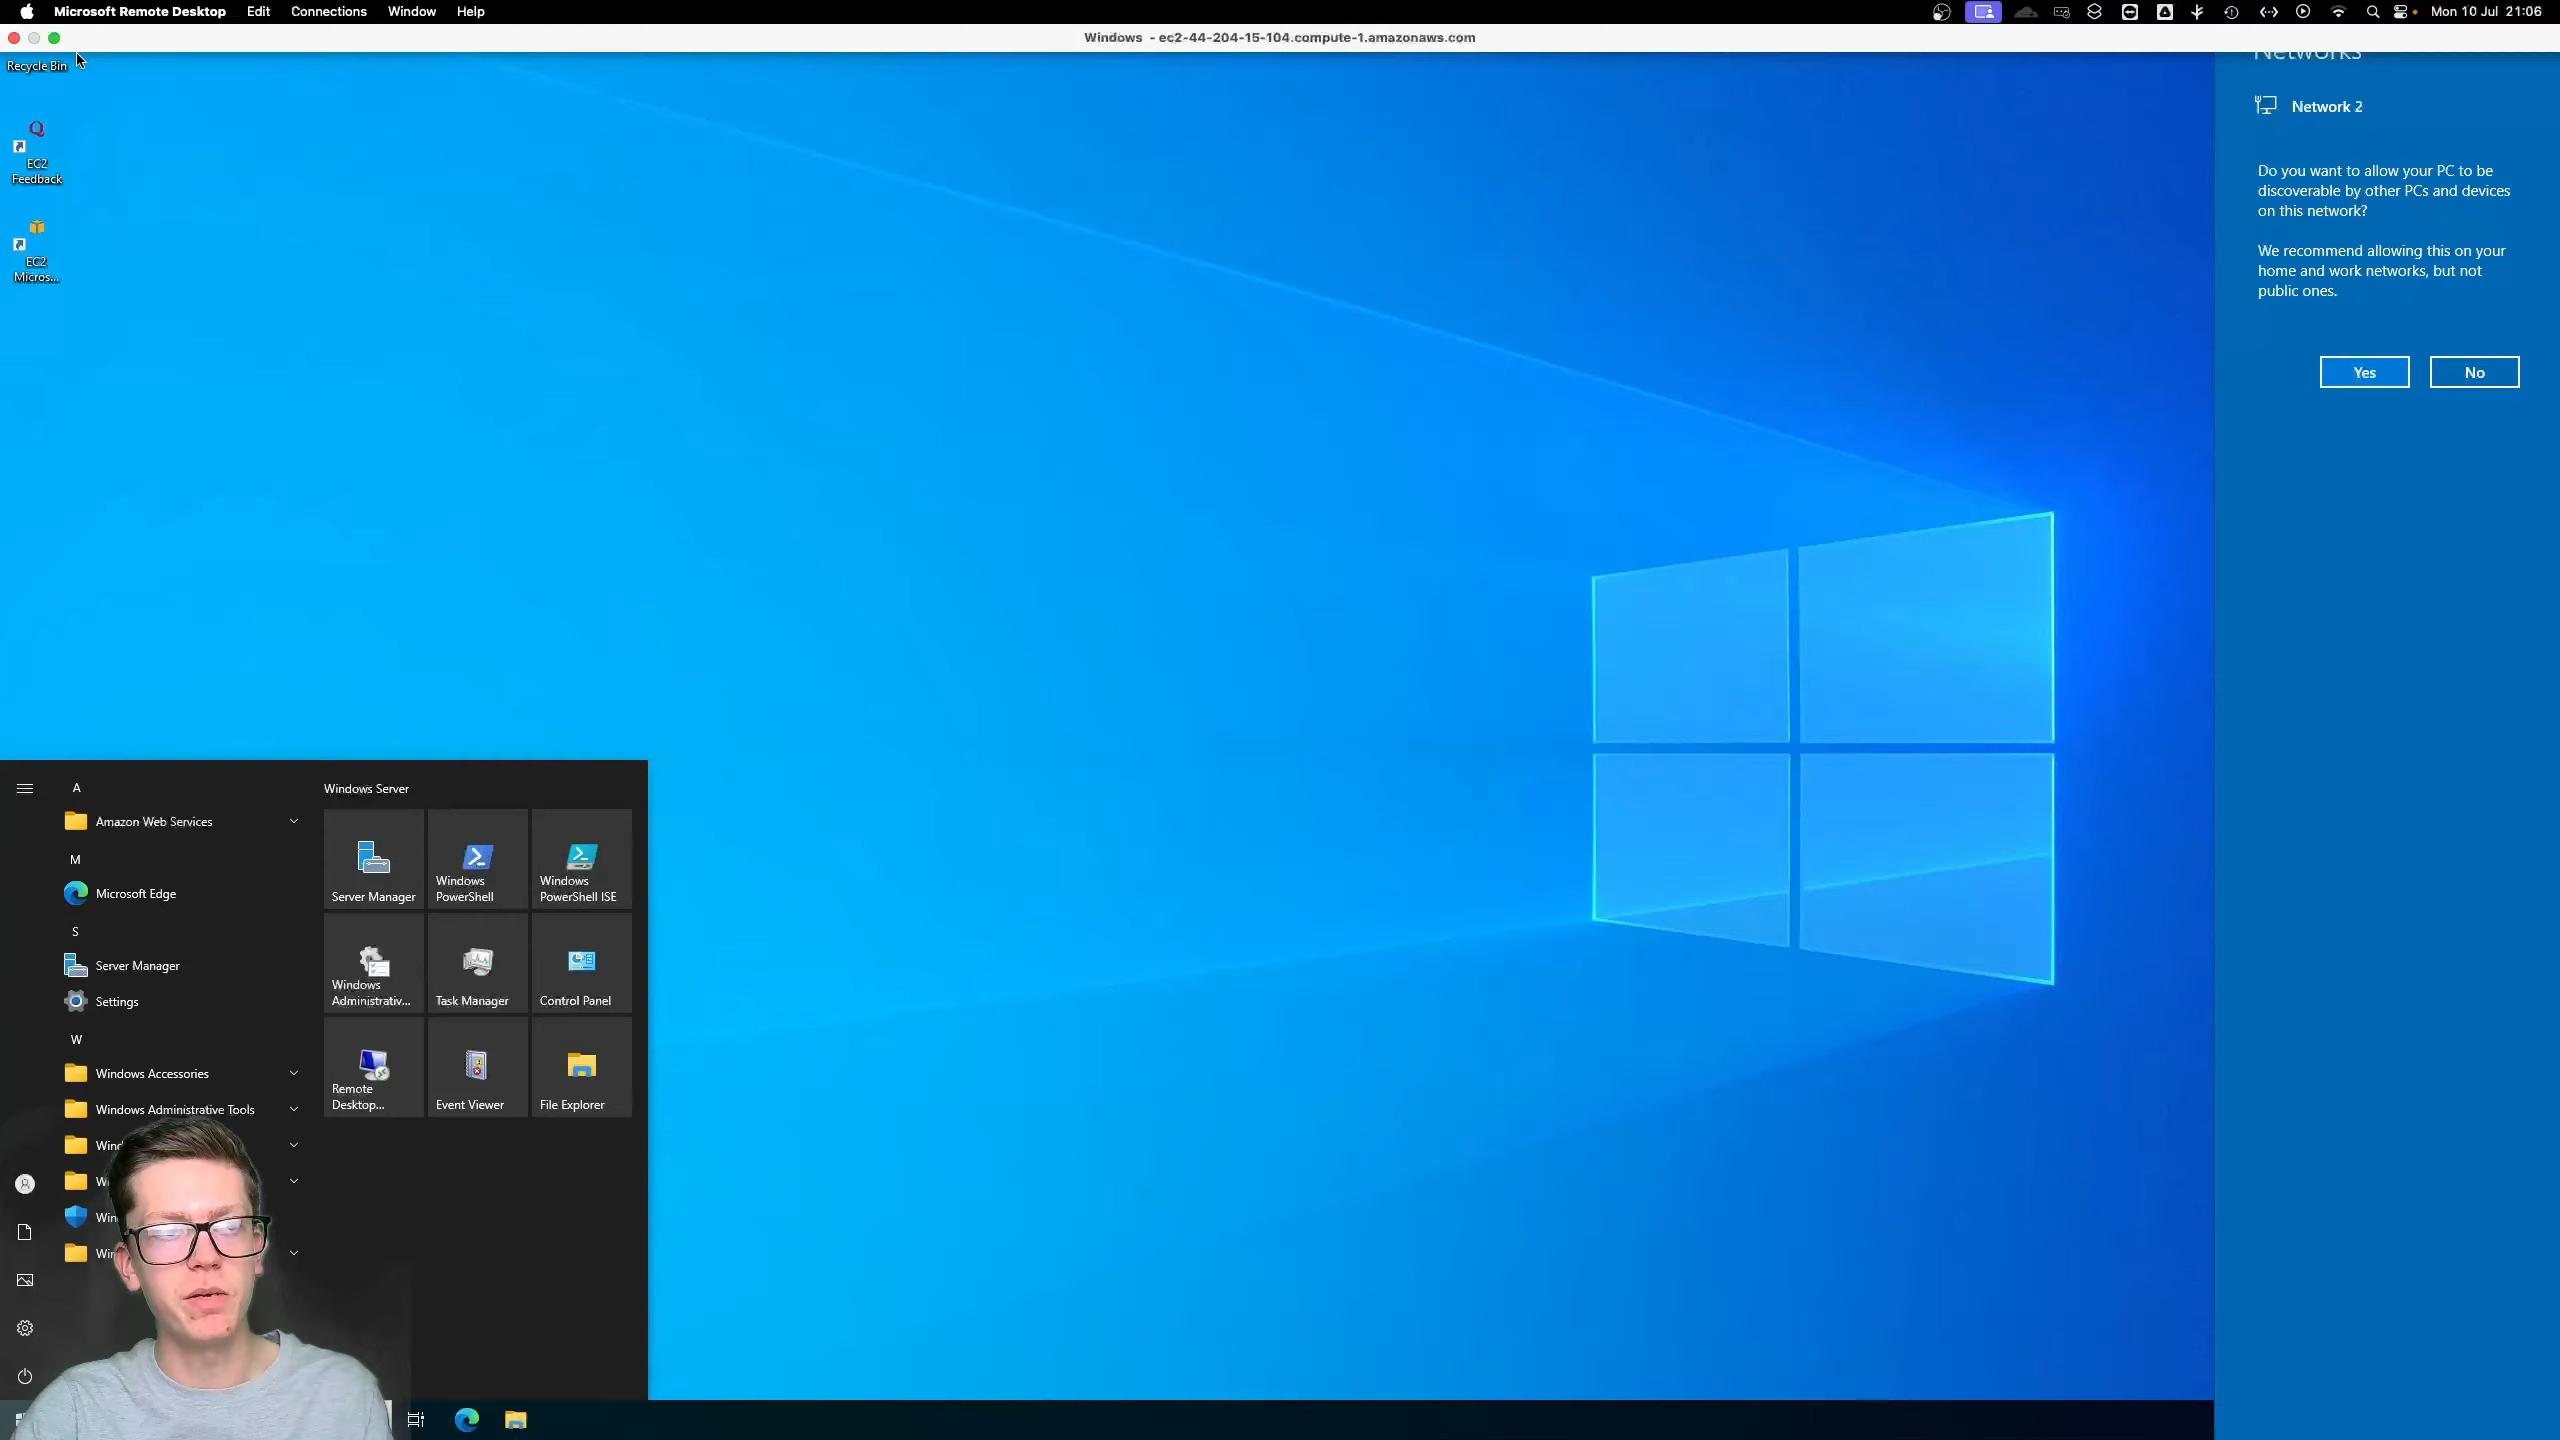 Microsoft Remote Desktop Edit Connections Window Help
Mon 10 Jul 21:06
Windows - ec2-44-204-15-104.compute-1.amazonaws.com
Recycle Bin
EC2
Feedback
EC2
Micros...
Networks
Network 2
Do you want to allow your PC to be
discoverable by other PCs and devices
on this network?
We recommend allowing this on your
home and work networks, but not
public ones.
Yes No
A
Amazon Web Services
M
Microsoft Edge
S
Server Manager
Settings
W
Windows Accessories
Windows Administrative Tools
Windows Server
Server Manager
Windows
PowerShell
Windows
PowerShell ISE
Windows
Administrativ...
Task Manager
Control Panel
Remote
Desktop...
Event Viewer
File Explorer